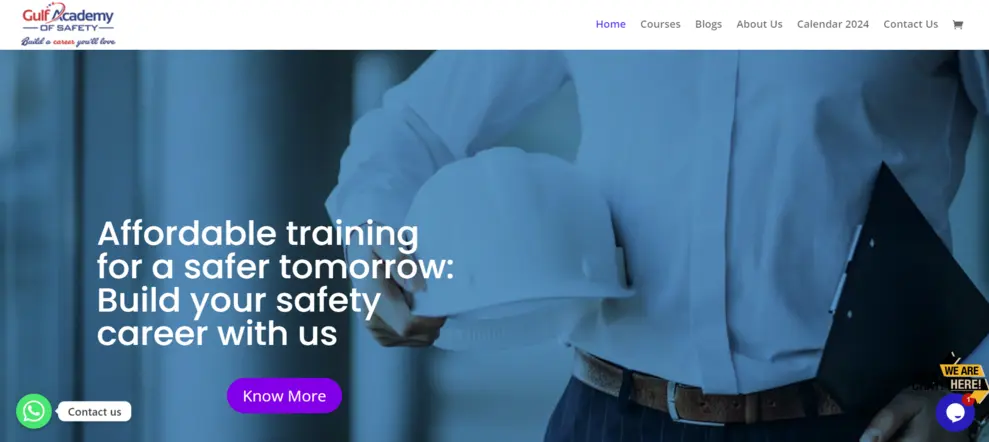 Gulf Academy
OF SAFETY
Build a career you'll love
Home
Courses
Blogs
About Us
Calendar 2024
Contact Us
Affordable training
for a safer tomorrow:
Build your safety
career with us
Know More
Contact us
WE ARE
HERE!
1